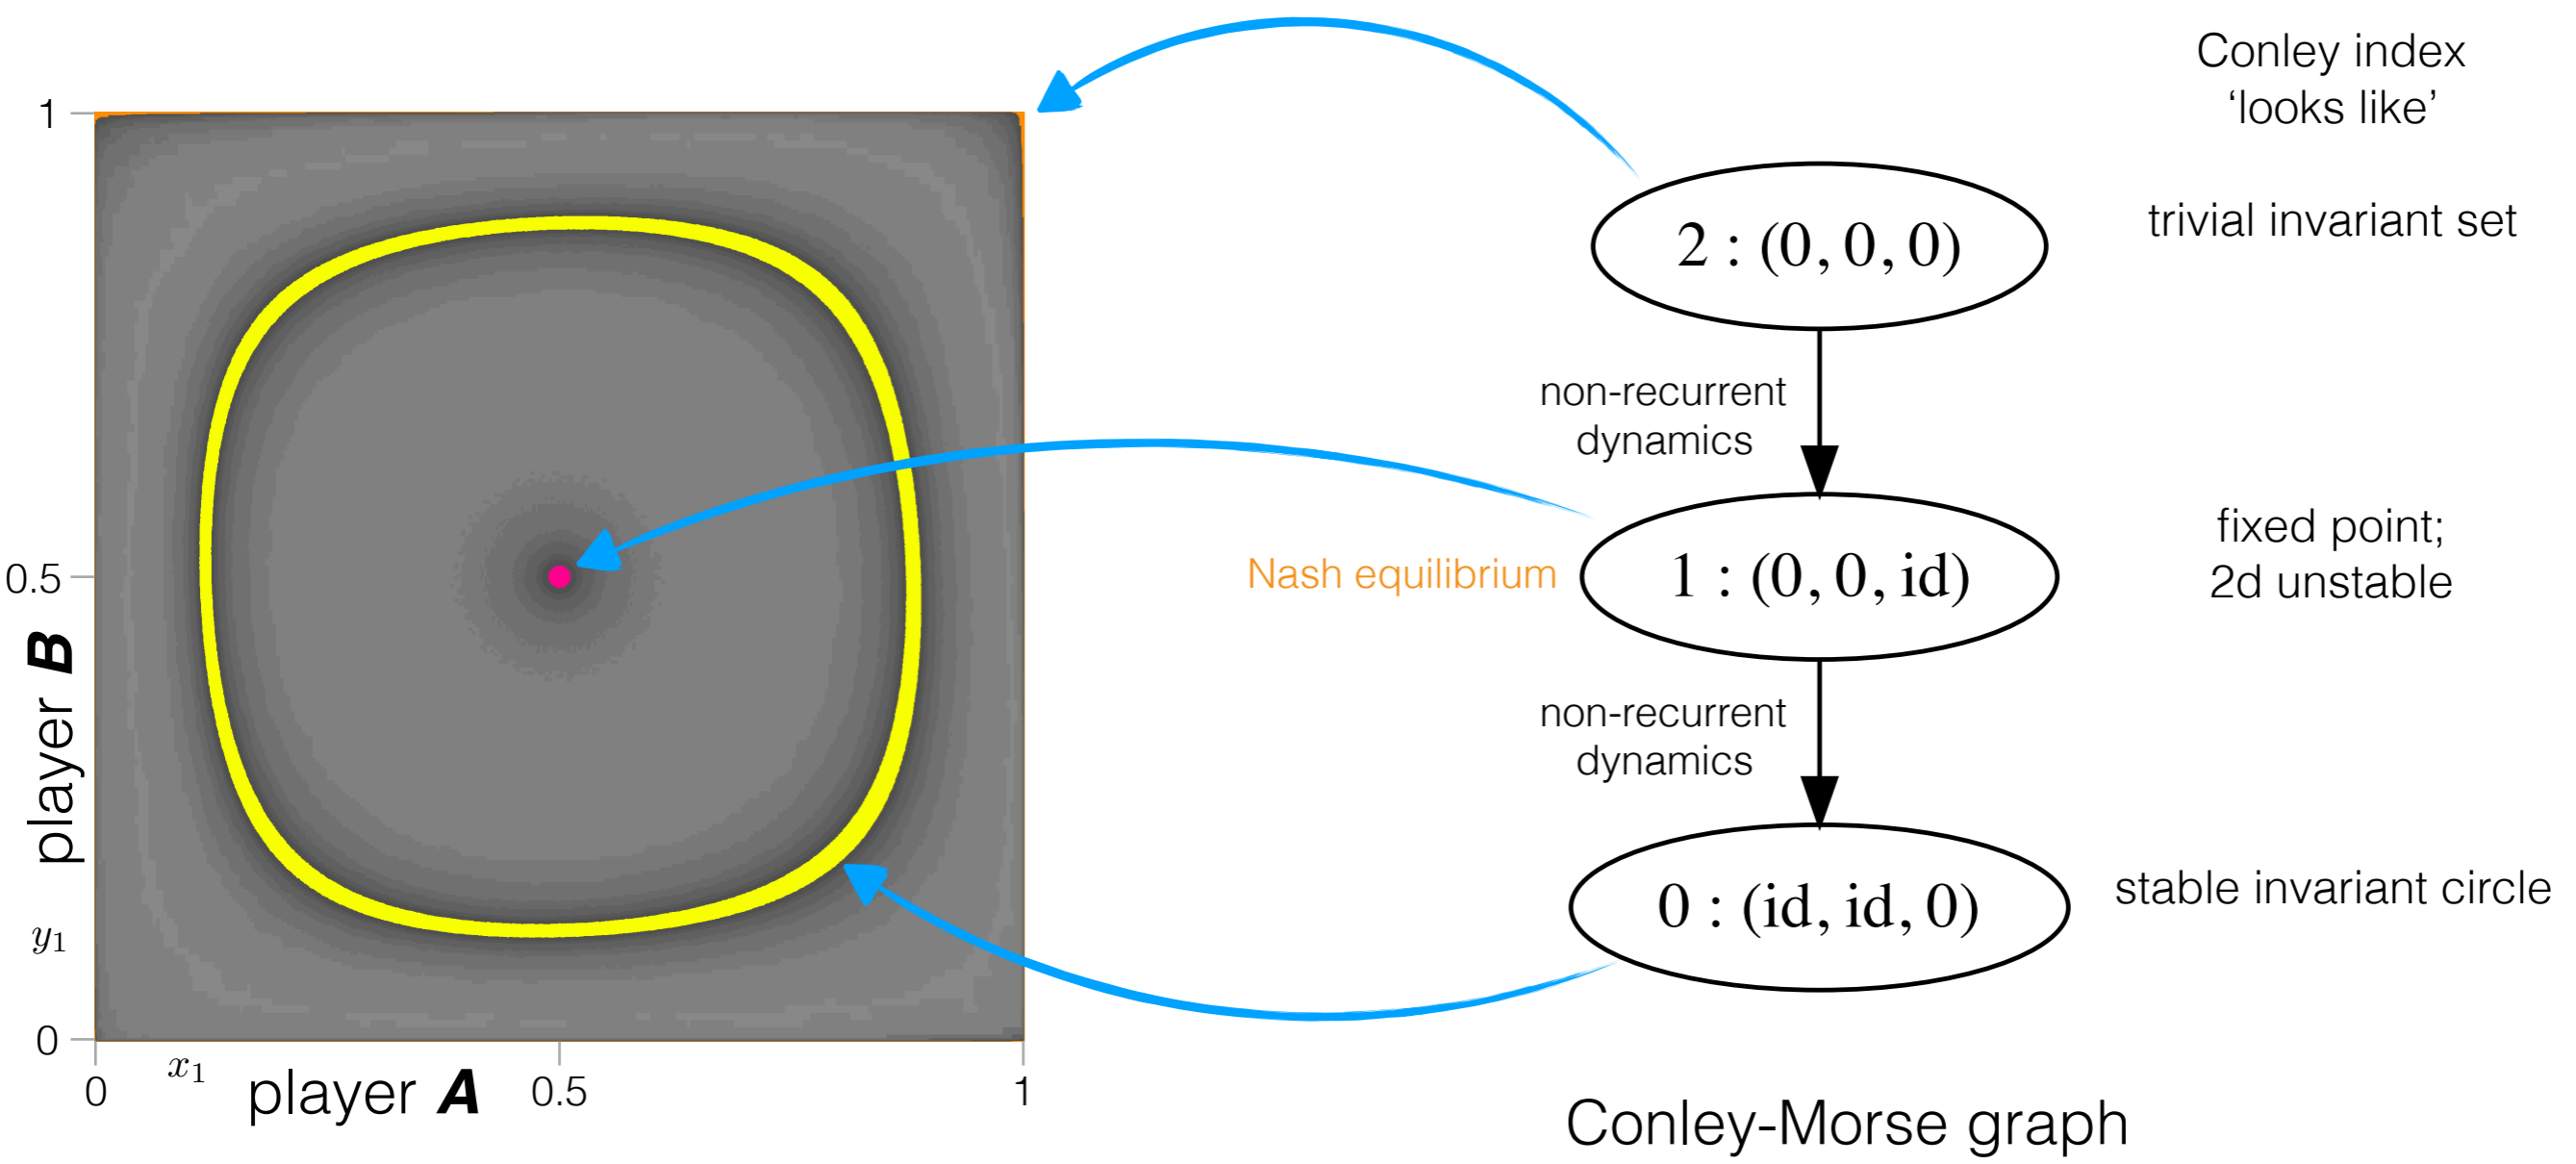 1
0.5
0
player B
y₁
0
x₁
player A
0.5
1
Conley index
‘looks like’
2 : (0, 0, 0)
trivial invariant set
non-recurrent
dynamics
Nash equilibrium
1 : (0, 0, id)
fixed point;
2d unstable
non-recurrent
dynamics
0 : (id, id, 0)
stable invariant circle
Conley-Morse graph